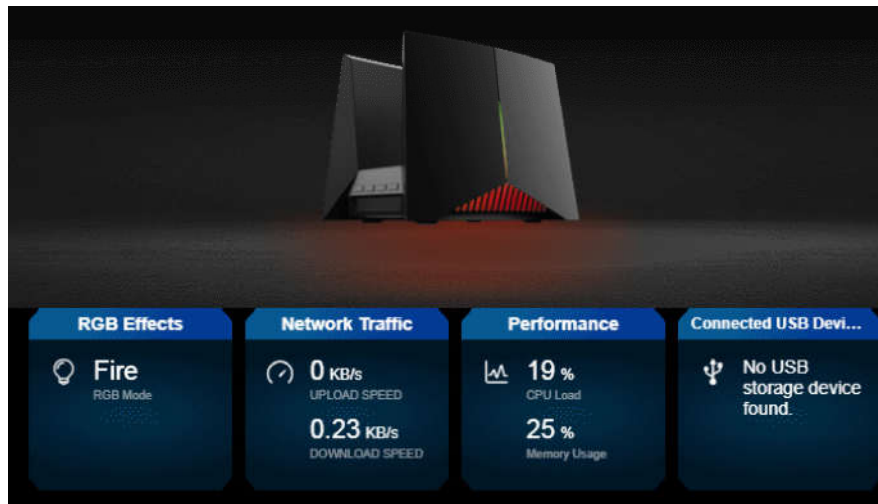 RGB Effects
Fire
RGB Mode
Network Traffic
0 KB/s
UPLOAD SPEED
0.23 KB/s
DOWNLOAD SPEED
Performance
19 %
CPU Load
25 %
Memory Usage
Connected USB Devi...
No USB
storage device
found.